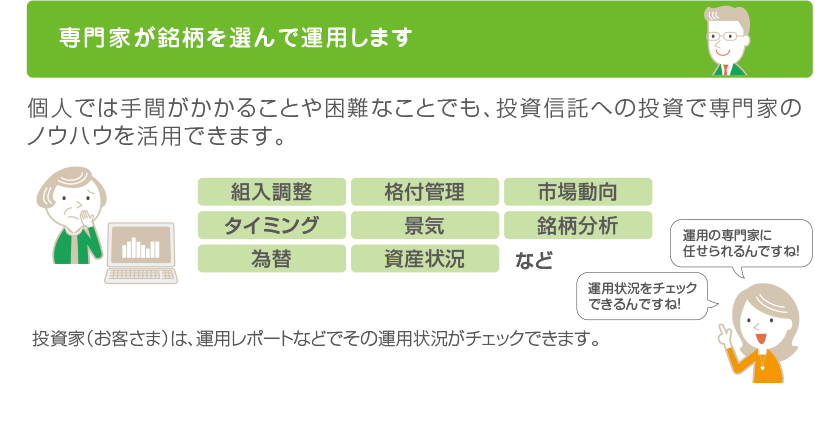 専門家が銘柄を選んで運用します
個人では手間がかかることや困難なことでも、投資信託への投資で専門家の
ノウハウを活用できます。
組入調整 格付管理 市場動向
タイミング 景気 銘柄分析
為替 資産状況 など
運用の専門家に
任せられるんですね!
運用状況をチェック
できるんですね!
投資家(お客さま)は、運用レポートなどでその運用状況がチェックできます。